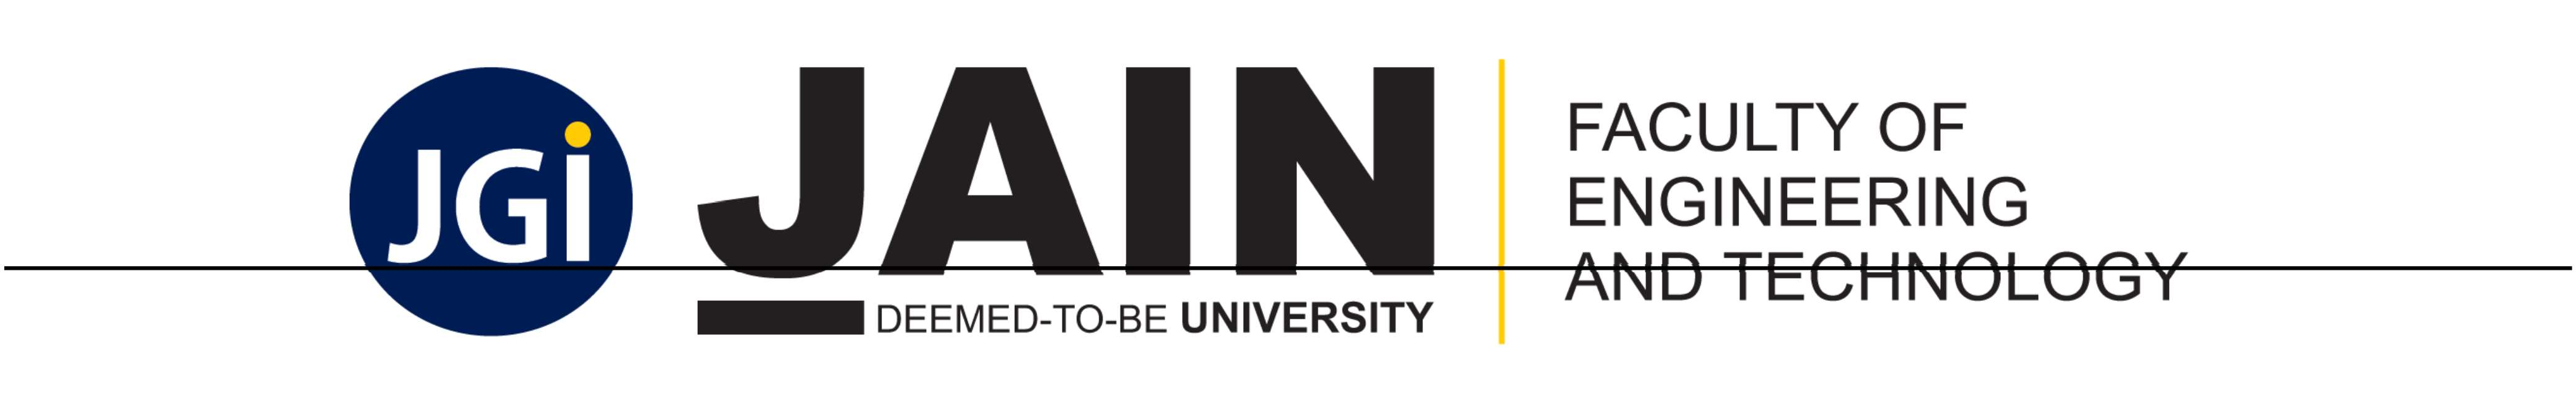 JGi
JAIN
DEEMED-TO-BE UNIVERSITY
FACULTY OF
ENGINEERING
AND TECHNOLOGY